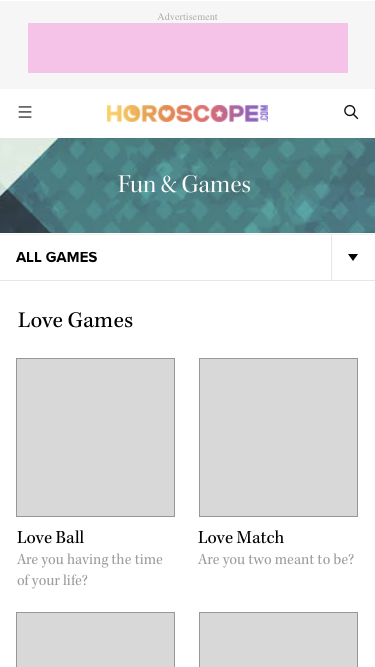 Advertisement
HOROSCOPE.COM
Fun & Games
ALL GAMES
Love Games
Love Ball
Love Match
Are you having the time
of your life?
Are you two meant to be?